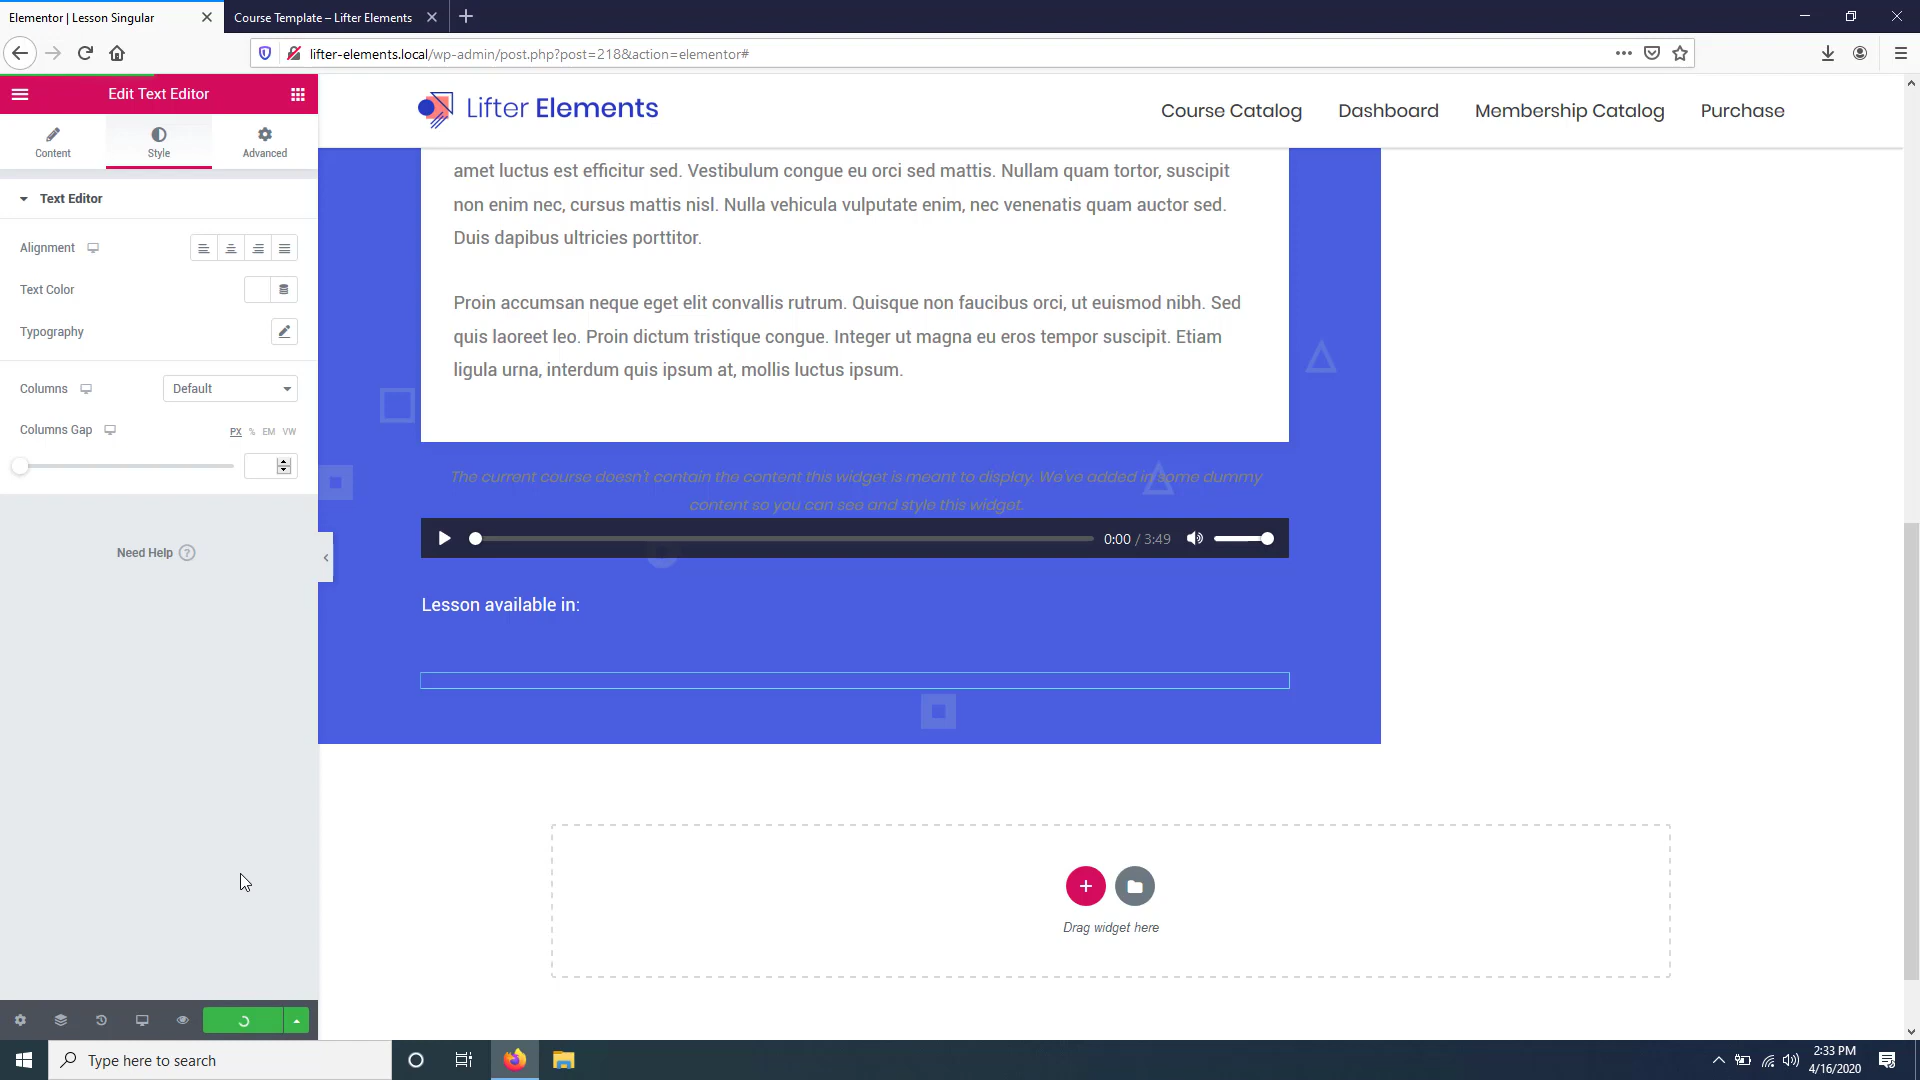 Elementor | Lesson Singular
Course Template – Lifter Elements
lifter-elements.local/wp-admin/post.php?post=218&action=elementor#
Edit Text Editor
Content
Style
Advanced
Text Editor
Alignment
Text Color
Typography
Columns
Default
Columns Gap
PX % EM VW
Need Help ?
Lifter Elements
Course Catalog
Dashboard
Membership Catalog
Purchase
amet luctus est efficitur sed. Vestibulum congue eu orci sed mattis. Nullam quam tortor, suscipit
non enim nec, cursus mattis nisl. Nulla vehicula vulputate enim, nec venenatis quam auctor sed.
Duis dapibus ultricies porttitor.
Proin accumsan neque eget elit convallis rutrum. Quisque non faucibus orci, ut euismod nibh. Sed
quis laoreet leo. Proin dictum tristique congue. Integer ut magna eu eros tempor suscipit. Etiam
ligula urna, interdum quis ipsum at, mollis luctus ipsum.
The current course doesn't contain the content this widget is meant to display. We've added in some dummy
content so you can see and style this widget.
0:00 / 3:49
Lesson available in:
Drag widget here
Type here to search
2:33 PM
4/16/2020